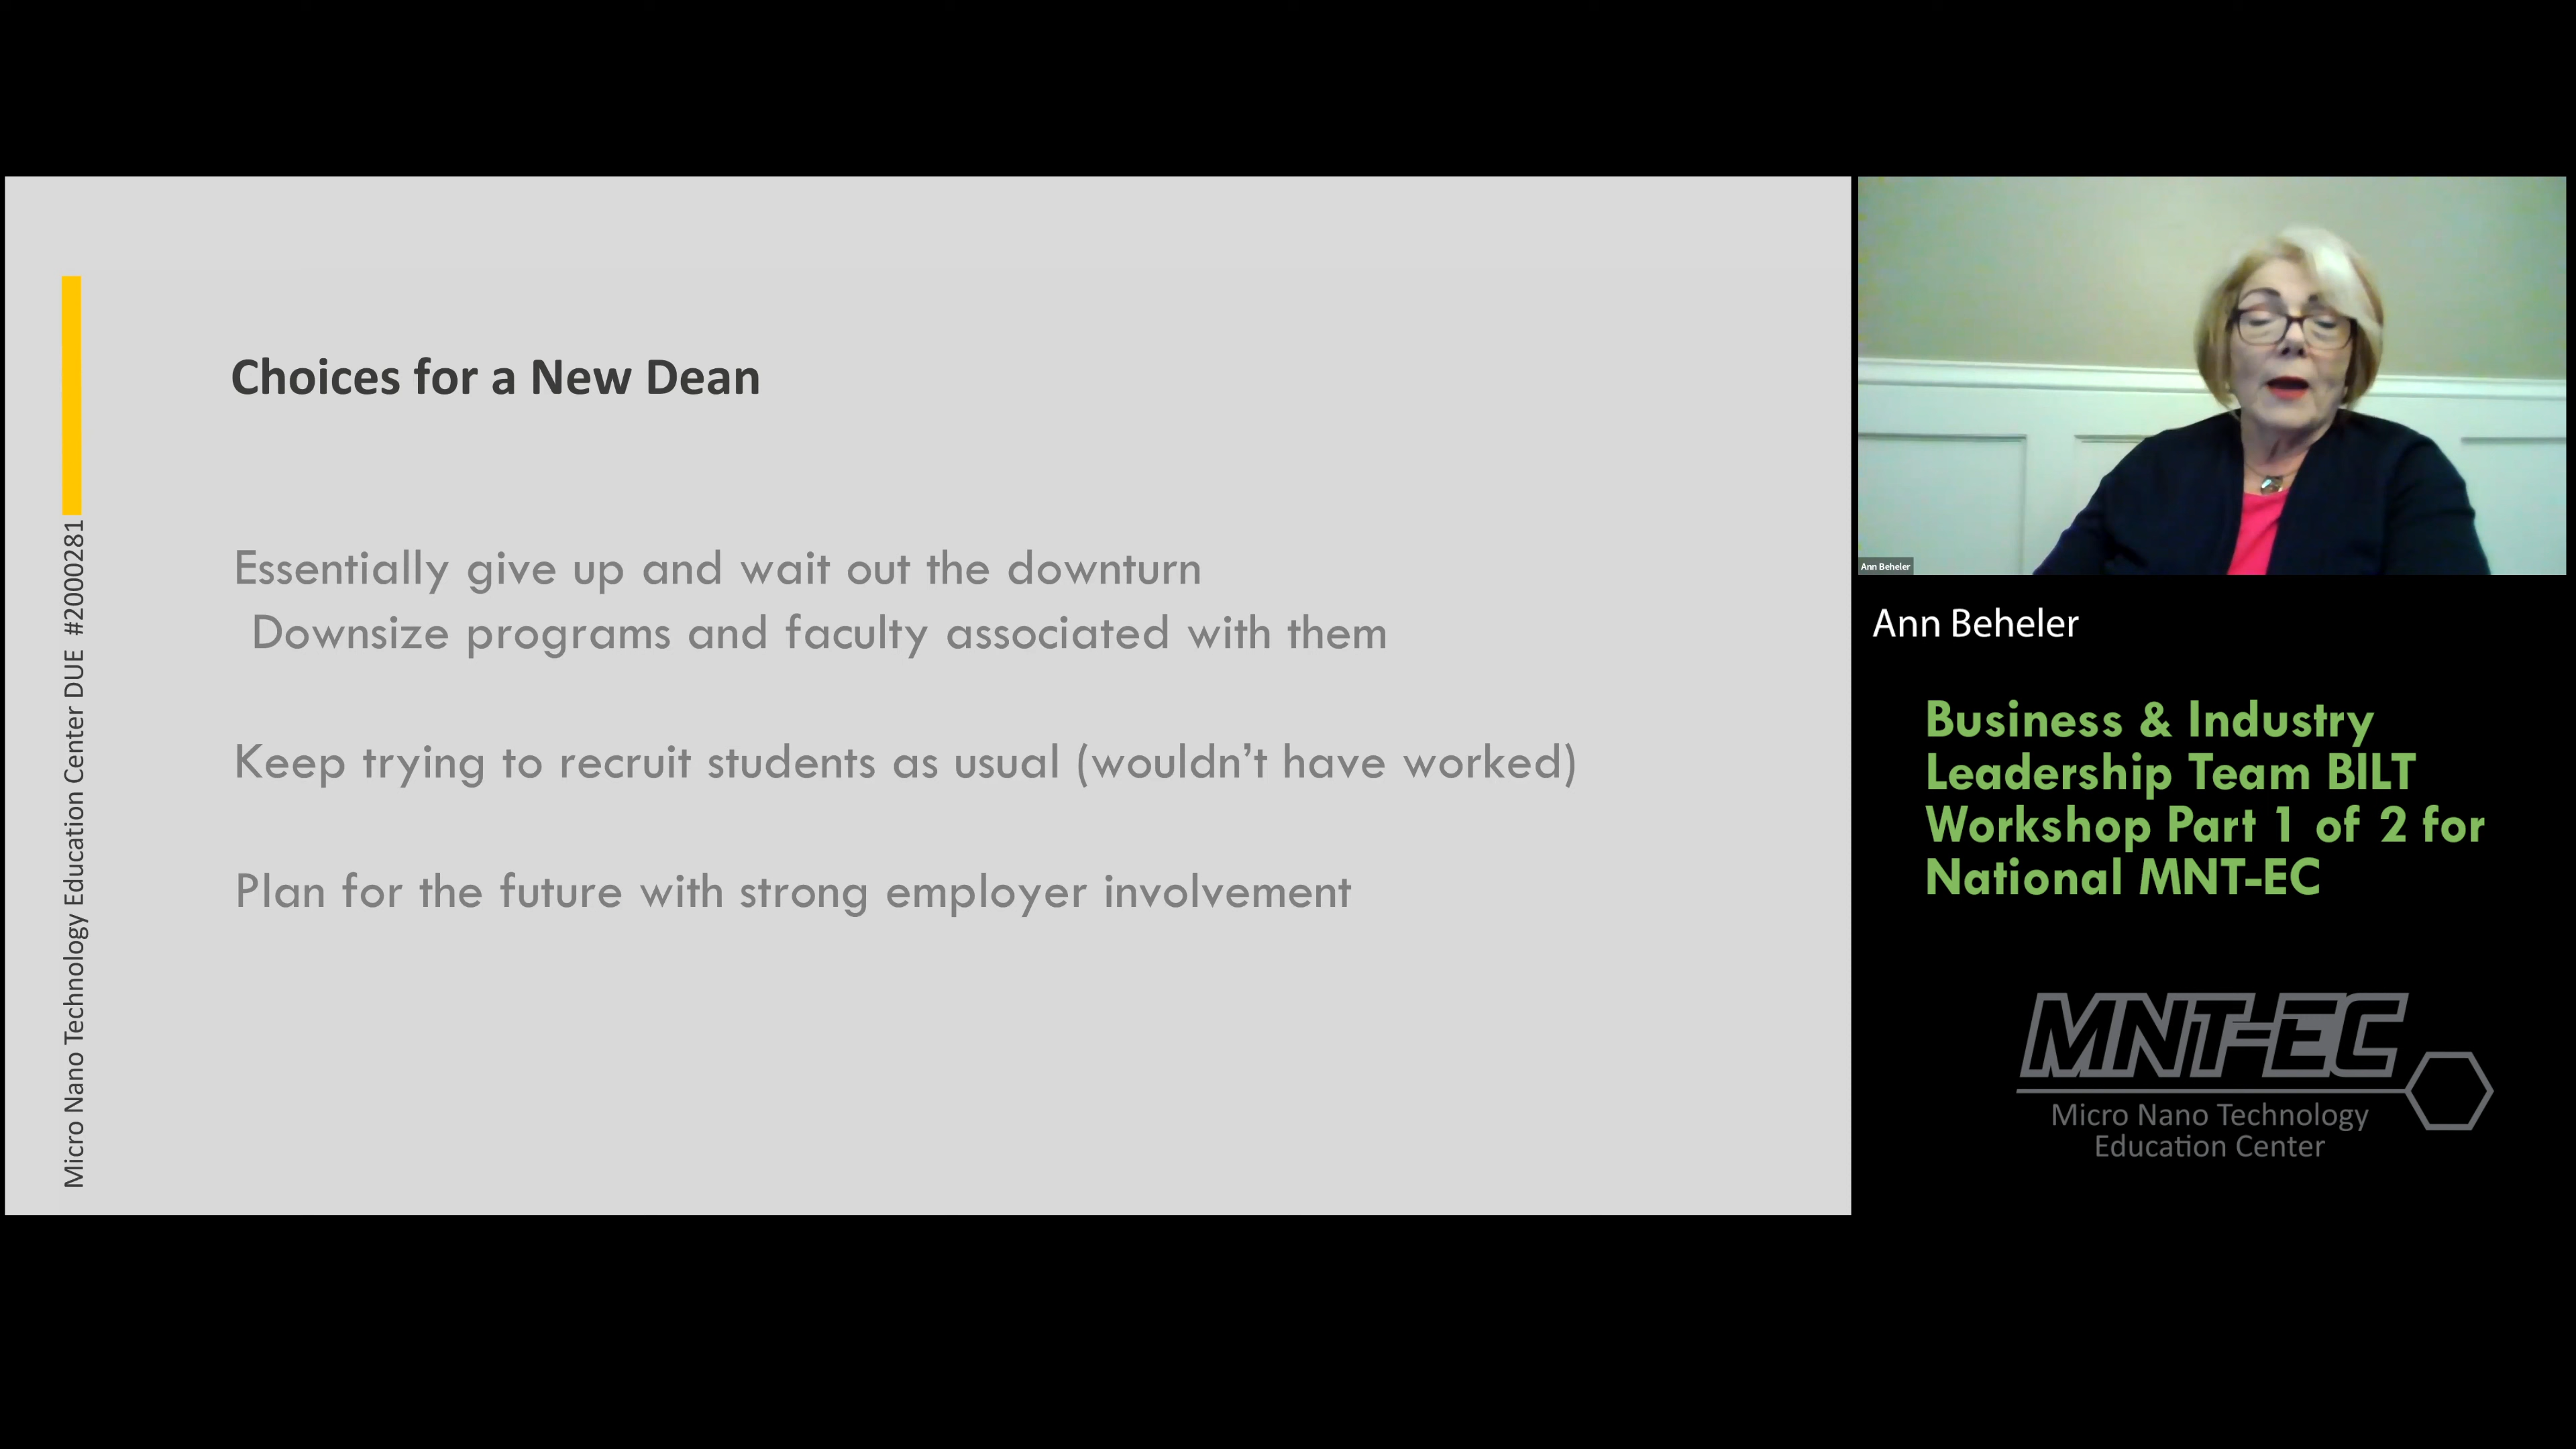 Choices for a New Dean
Essentially give up and wait out the downturn
Downsize programs and faculty associated with them
Keep trying to recruit students as usual (wouldn't have worked)
Plan for the future with strong employer involvement
Micro Nano Technology Education Center DUE #2000281
Ann Beheler
Ann Beheler
Business & Industry
Leadership Team BILT
Workshop Part 1 of 2 for
National MNT-EC
MNT-EC
Micro Nano Technology
Education Center